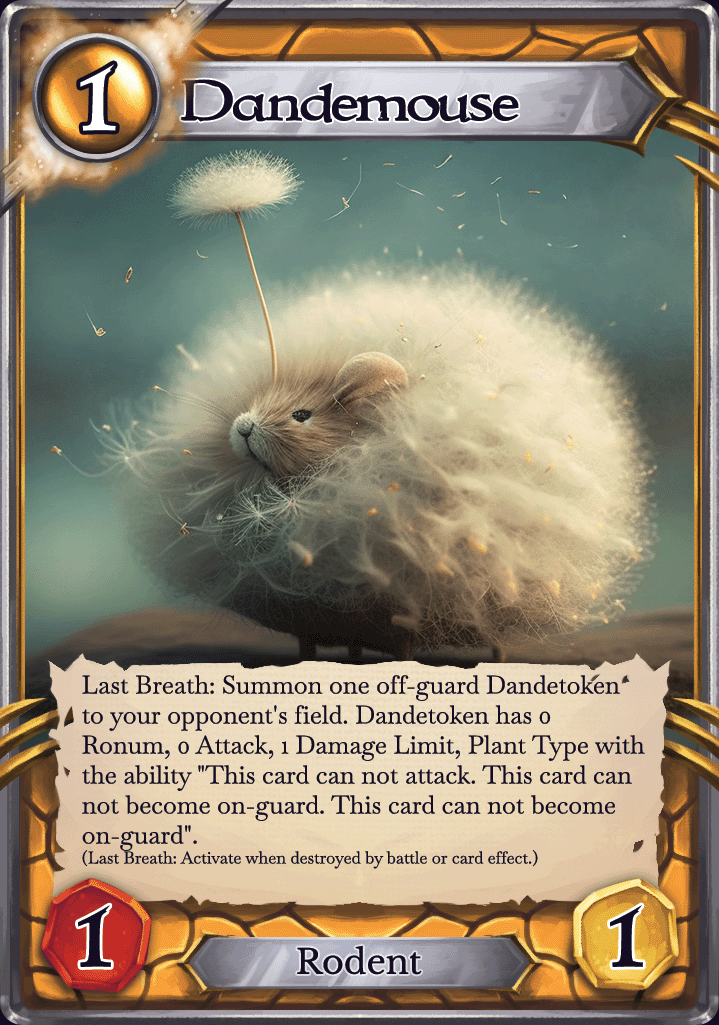 1
Dandemouse
Last Breath: Summon one off-guard Dandetoken
to your opponent's field. Dandetoken has 0
Ronum, 0 Attack, 1 Damage Limit, Plant Type with
the ability "This card can not attack. This card can
not become on-guard. This card can not become
on-guard".
(Last Breath: Activate when destroyed by battle or card effect.)
1
Rodent
1